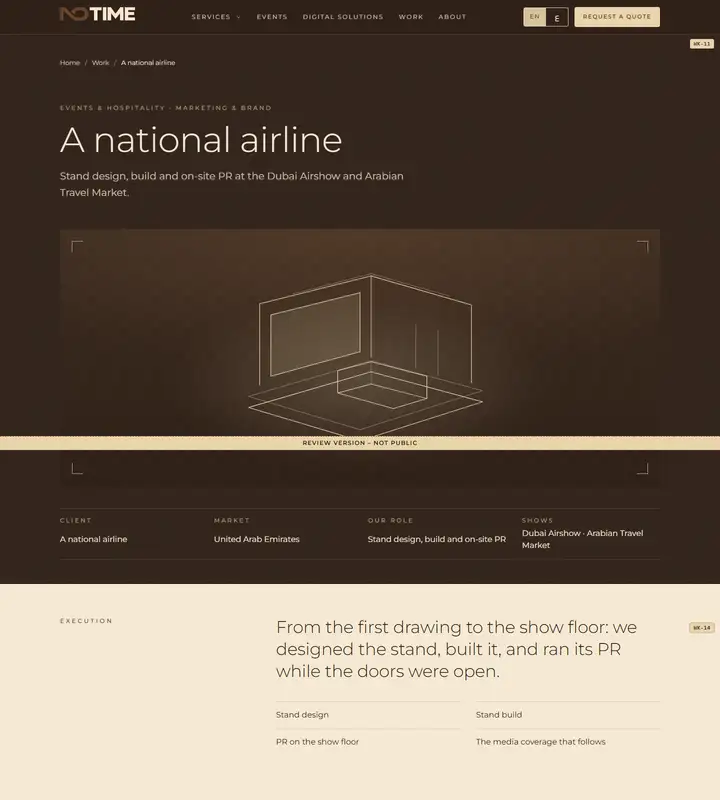 NOTIME
SERVICES
EVENTS
DIGITAL SOLUTIONS
WORK
ABOUT
EN
REQUEST A QUOTE
WK-11
Home / Work / A national airline
EVENTS & HOSPITALITY · MARKETING & BRAND
A national airline
Stand design, build and on-site PR at the Dubai Airshow and Arabian
Travel Market.
REVIEW VERSION – NOT PUBLIC
CLIENT
A national airline
MARKET
United Arab Emirates
OUR ROLE
Stand design, build and on-site PR
SHOWS
Dubai Airshow · Arabian Travel
Market
EXECUTION
From the first drawing to the show floor: we
designed the stand, built it, and ran its PR
while the doors were open.
Stand design
Stand build
PR on the show floor
The media coverage that follows